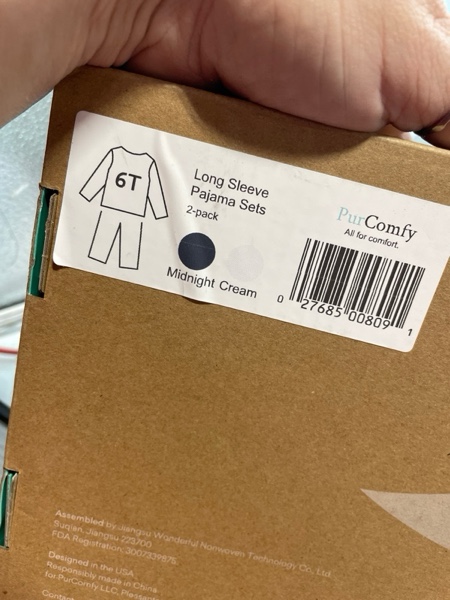 6T
Long Sleeve
Pajama Sets
2-pack
Midnight Cream
PurComfy
All for comfort.
0 27685 00809 1
Assembled by Jiangsu Wonderful Nonwoven Technology Co., Ltd.
Suqian, Jiangsu 223700
FDA Registration: 3007339875.
Designed in the USA.
Responsibly made in China
for PurComfy LLC,
Contact